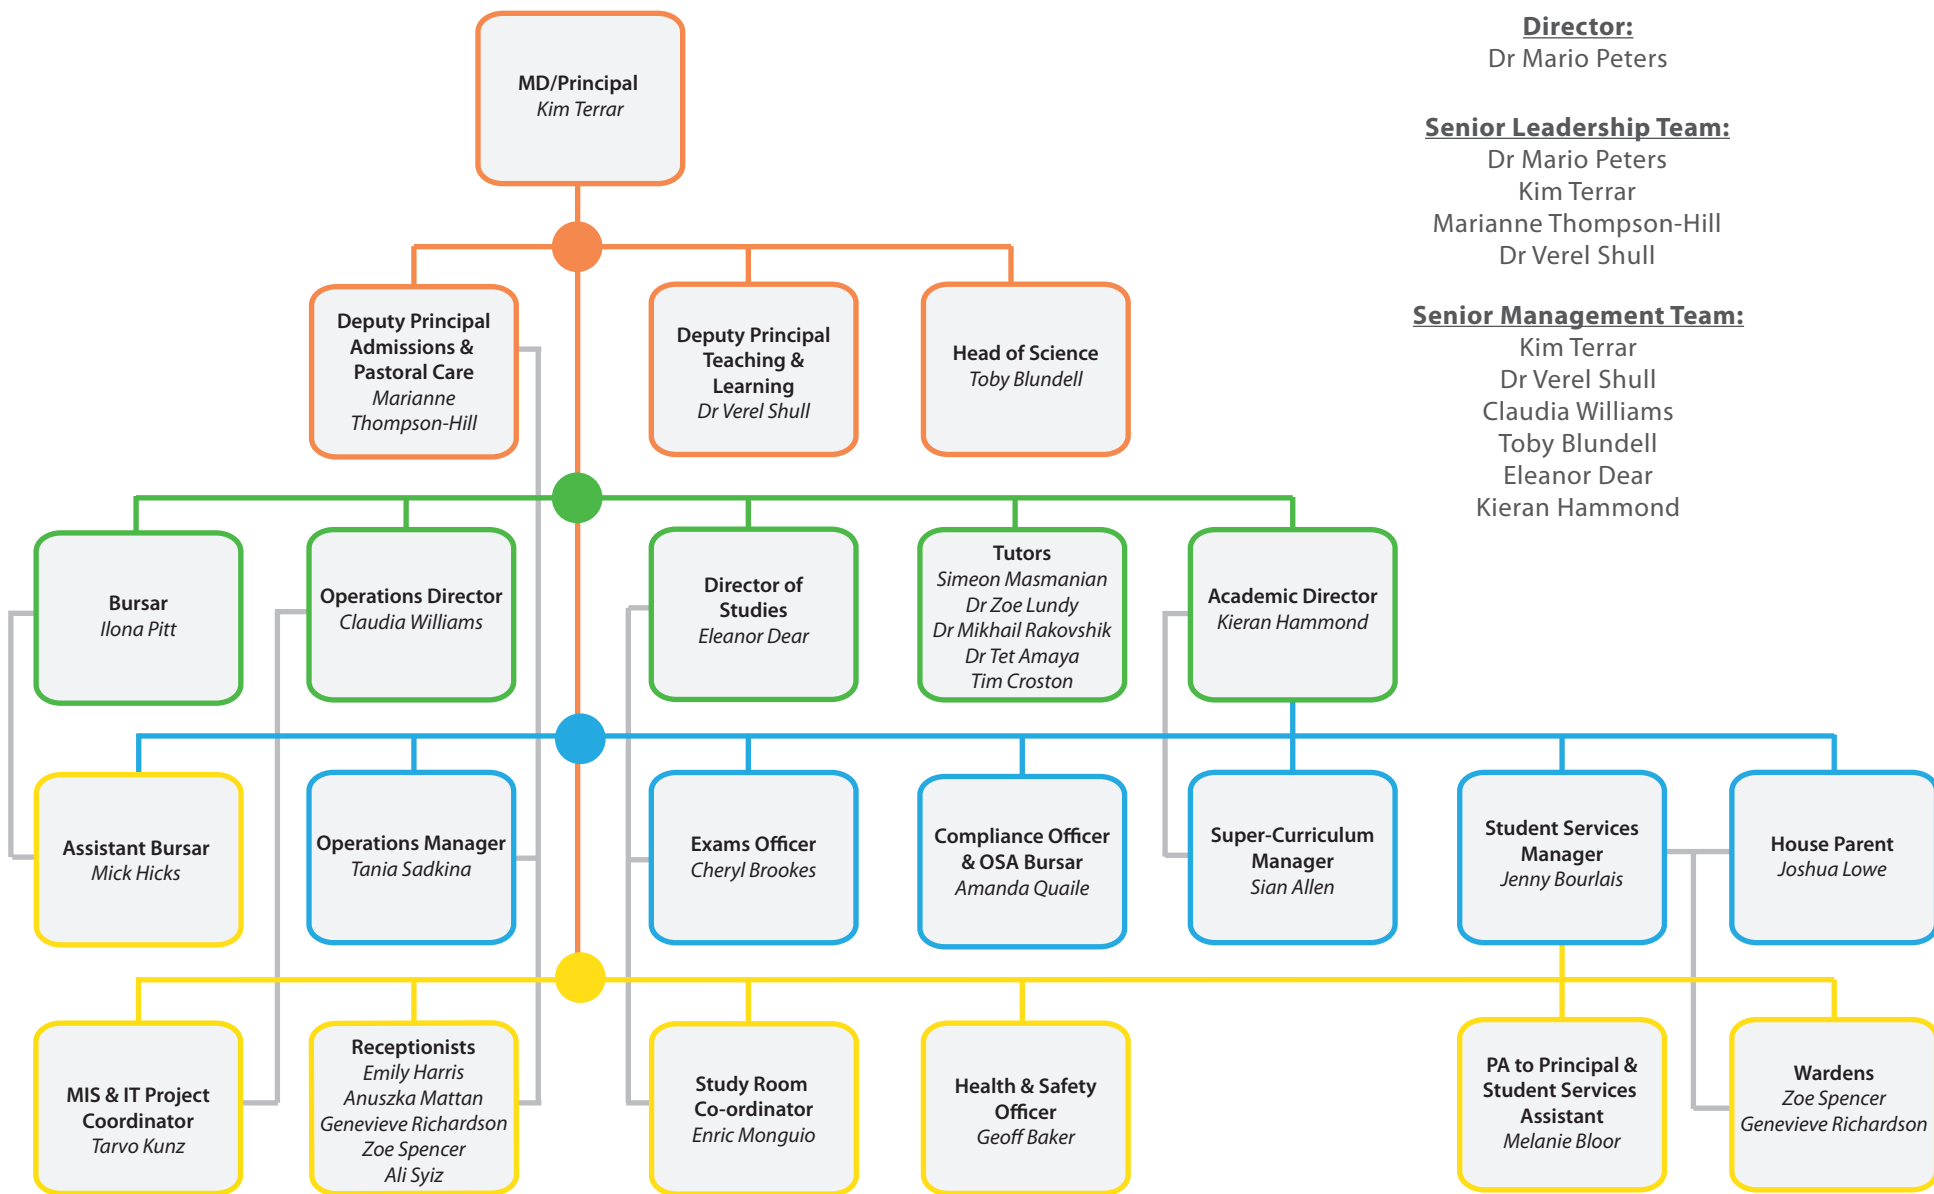 MD/Principal
Kim Terrar
Director:
Dr Mario Peters
Senior Leadership Team:
Dr Mario Peters
Kim Terrar
Marianne Thompson-Hill
Dr Verel Shull
Senior Management Team:
Kim Terrar
Dr Verel Shull
Claudia Williams
Toby Blundell
Eleanor Dear
Kieran Hammond
Deputy Principal
Admissions &
Pastoral Care
Marianne
Thompson-Hill
Deputy Principal
Teaching &
Learning
Dr Verel Shull
Head of Science
Toby Blundell
Bursar
Ilona Pitt
Operations Director
Claudia Williams
Director of
Studies
Eleanor Dear
Tutors
Simeon Masmanian
Dr Zoe Lundy
Dr Mikhail Rakovshik
Dr Tet Amaya
Tim Croston
Academic Director
Kieran Hammond
Assistant Bursar
Mick Hicks
Operations Manager
Tania Sadkina
Exams Officer
Cheryl Brookes
Compliance Officer
& OSA Bursar
Amanda Quaile
Super-Curriculum
Manager
Sian Allen
Student Services
Manager
Jenny Bourlais
House Parent
Joshua Lowe
MIS & IT Project
Coordinator
Tarvo Kunz
Receptionists
Emily Harris
Anuszka Mattan
Genevieve Richardson
Zoe Spencer
Ali Syiz
Study Room
Co-ordinator
Enric Monguio
Health & Safety
Officer
Geoff Baker
PA to Principal &
Student Services
Assistant
Melanie Bloor
Wardens
Zoe Spencer
Genevieve Richardson